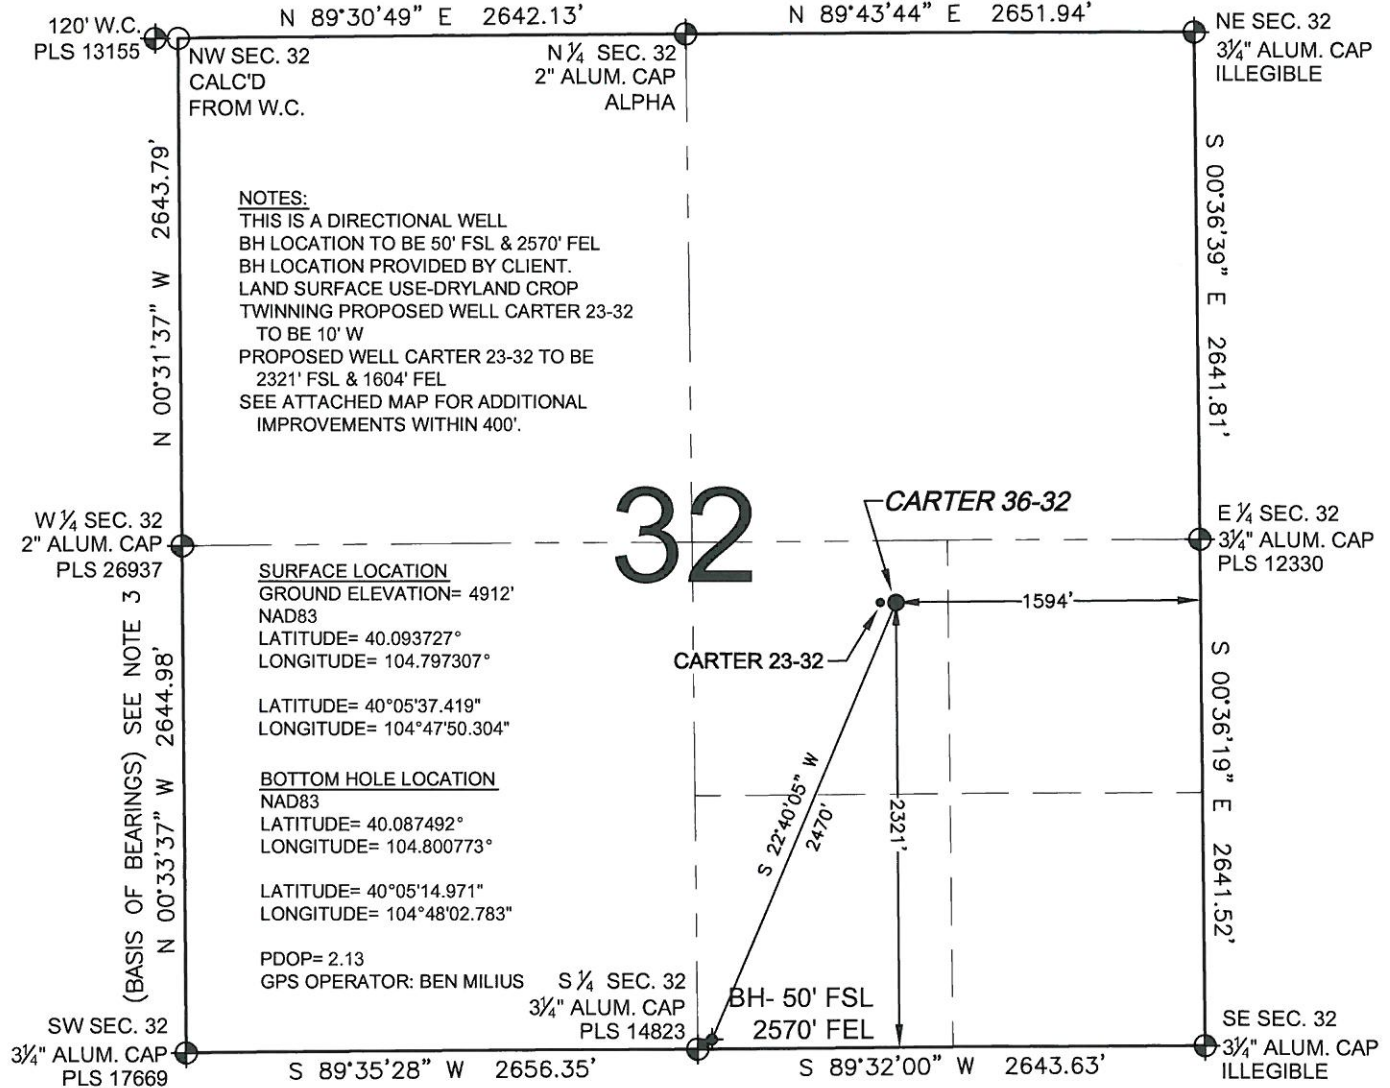 N 89°30'49" E 2642.13'
N 89°43'44" E 2651.94'
120' W.C.
PLS 13155
NW SEC. 32
CALC'D
FROM W.C.
N ¼ SEC. 32
2" ALUM. CAP
ALPHA
NE SEC. 32
3¼" ALUM. CAP
ILLEGIBLE
N 00°31'37" W 2643.79'
S 00°36'39" E 2641.81'
NOTES:
THIS IS A DIRECTIONAL WELL
BH LOCATION TO BE 50' FSL & 2570' FEL
BH LOCATION PROVIDED BY CLIENT.
LAND SURFACE USE-DRYLAND CROP
TWINNING PROPOSED WELL CARTER 23-32
TO BE 10' W
PROPOSED WELL CARTER 23-32 TO BE
2321' FSL & 1604' FEL
SEE ATTACHED MAP FOR ADDITIONAL
IMPROVEMENTS WITHIN 400'.
32
CARTER 36-32
W ¼ SEC. 32
2" ALUM. CAP
PLS 26937
E ¼ SEC. 32
3¼" ALUM. CAP
PLS 12330
1594'
CARTER 23-32
SURFACE LOCATION
GROUND ELEVATION= 4912'
NAD83
LATITUDE= 40.093727°
LONGITUDE= 104.797307°
LATITUDE= 40°05'37.419"
LONGITUDE= 104°47'50.304"
BOTTOM HOLE LOCATION
NAD83
LATITUDE= 40.087492°
LONGITUDE= 104.800773°
LATITUDE= 40°05'14.971"
LONGITUDE= 104°48'02.783"
PDOP= 2.13
GPS OPERATOR: BEN MILIUS
(BASIS OF BEARINGS) SEE NOTE 3
N 00°33'37" W 2644.98'
S 22°40'05" W
2470'
2321'
S 00°36'19" E 2641.52'
S ¼ SEC. 32
3¼" ALUM. CAP
PLS 14823
BH- 50' FSL
2570' FEL
SW SEC. 32
3¼" ALUM. CAP
PLS 17669
SE SEC. 32
3¼" ALUM. CAP
ILLEGIBLE
S 89°35'28" W 2656.35'
S 89°32'00" W 2643.63'